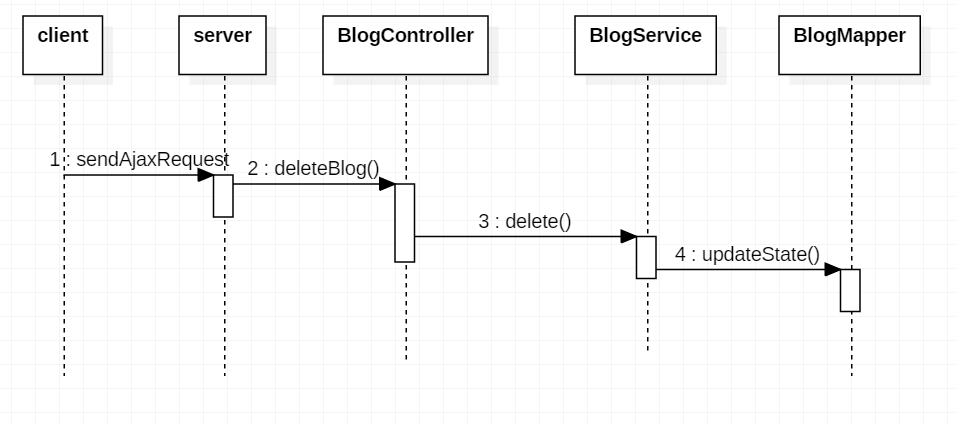 client
server
BlogController
BlogService
BlogMapper
1 : sendAjaxRequest
2 : deleteBlog()
3 : delete()
4 : updateState()